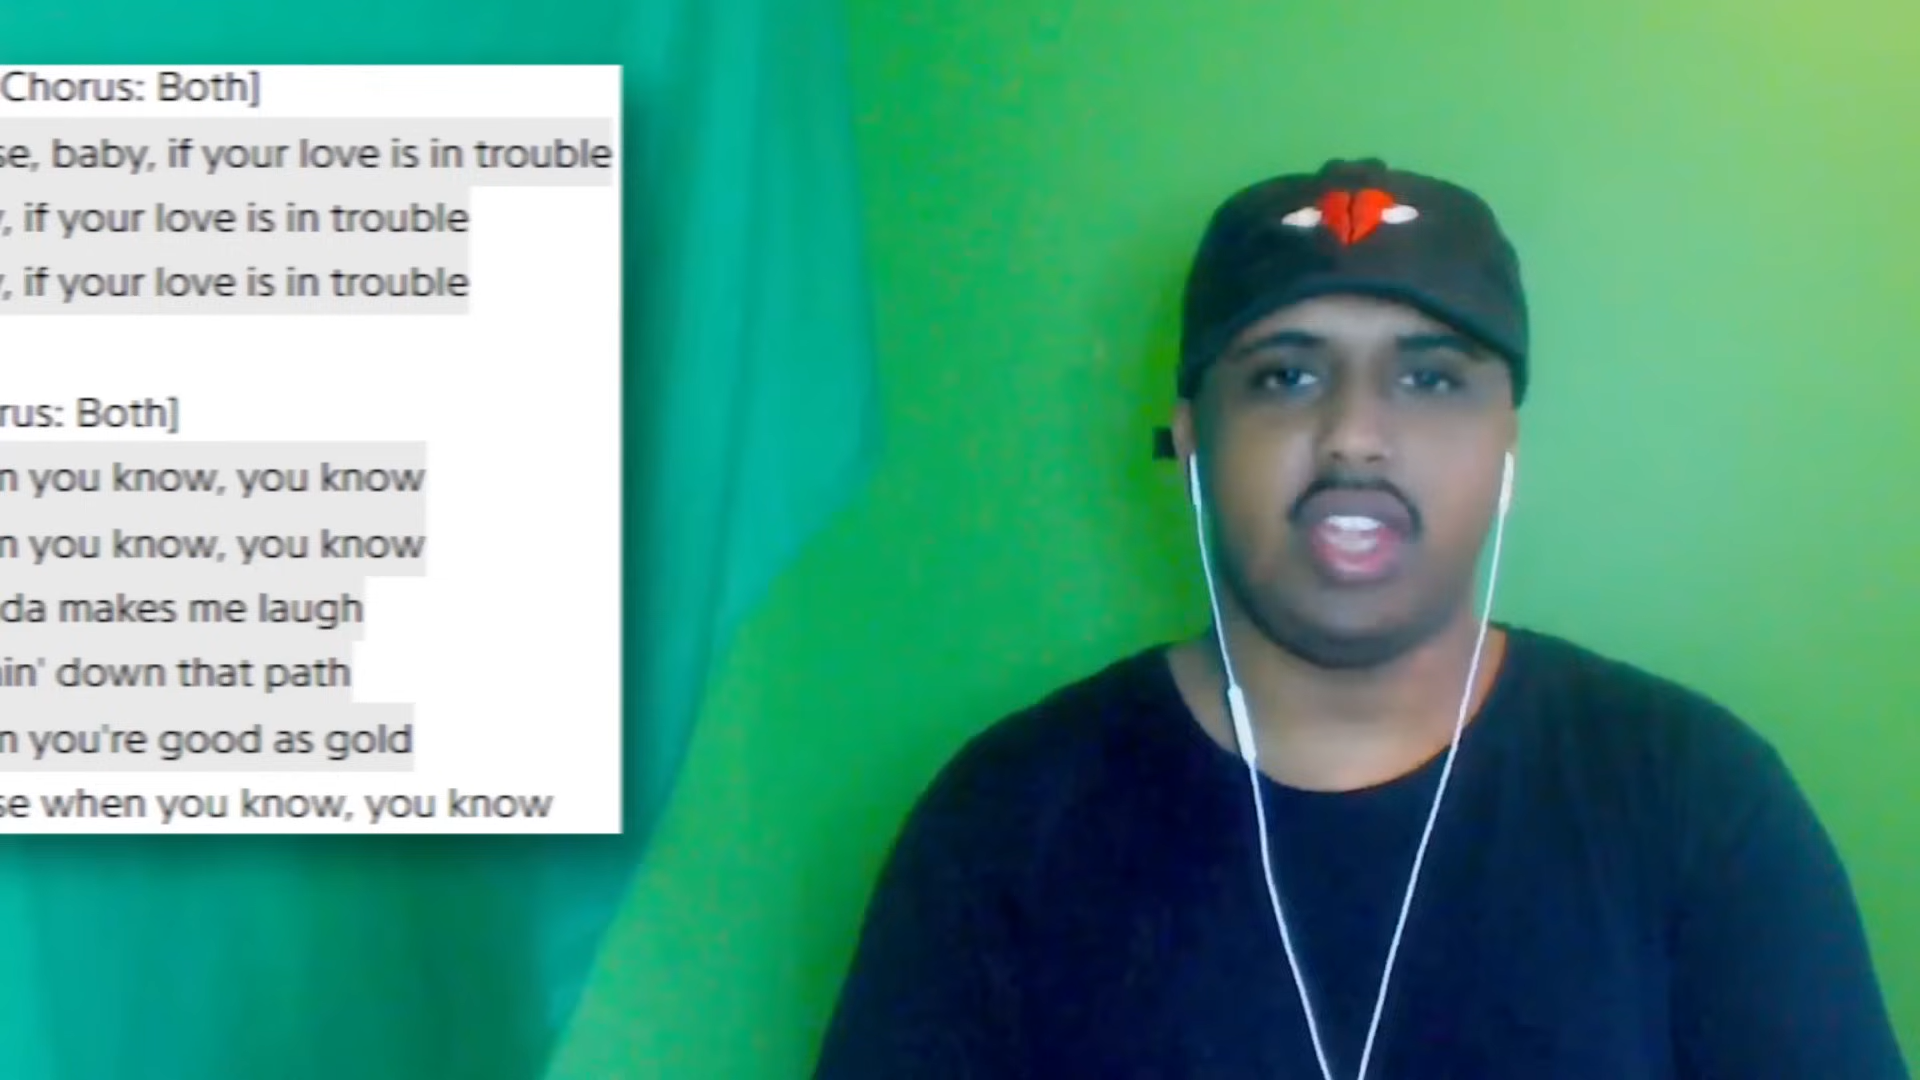 Chorus: Both]
se, baby, if your love is in trouble
, if your love is in trouble
, if your love is in trouble
rus: Both]
n you know, you know
n you know, you know
da makes me laugh
in' down that path
n you're good as gold
se when you know, you know